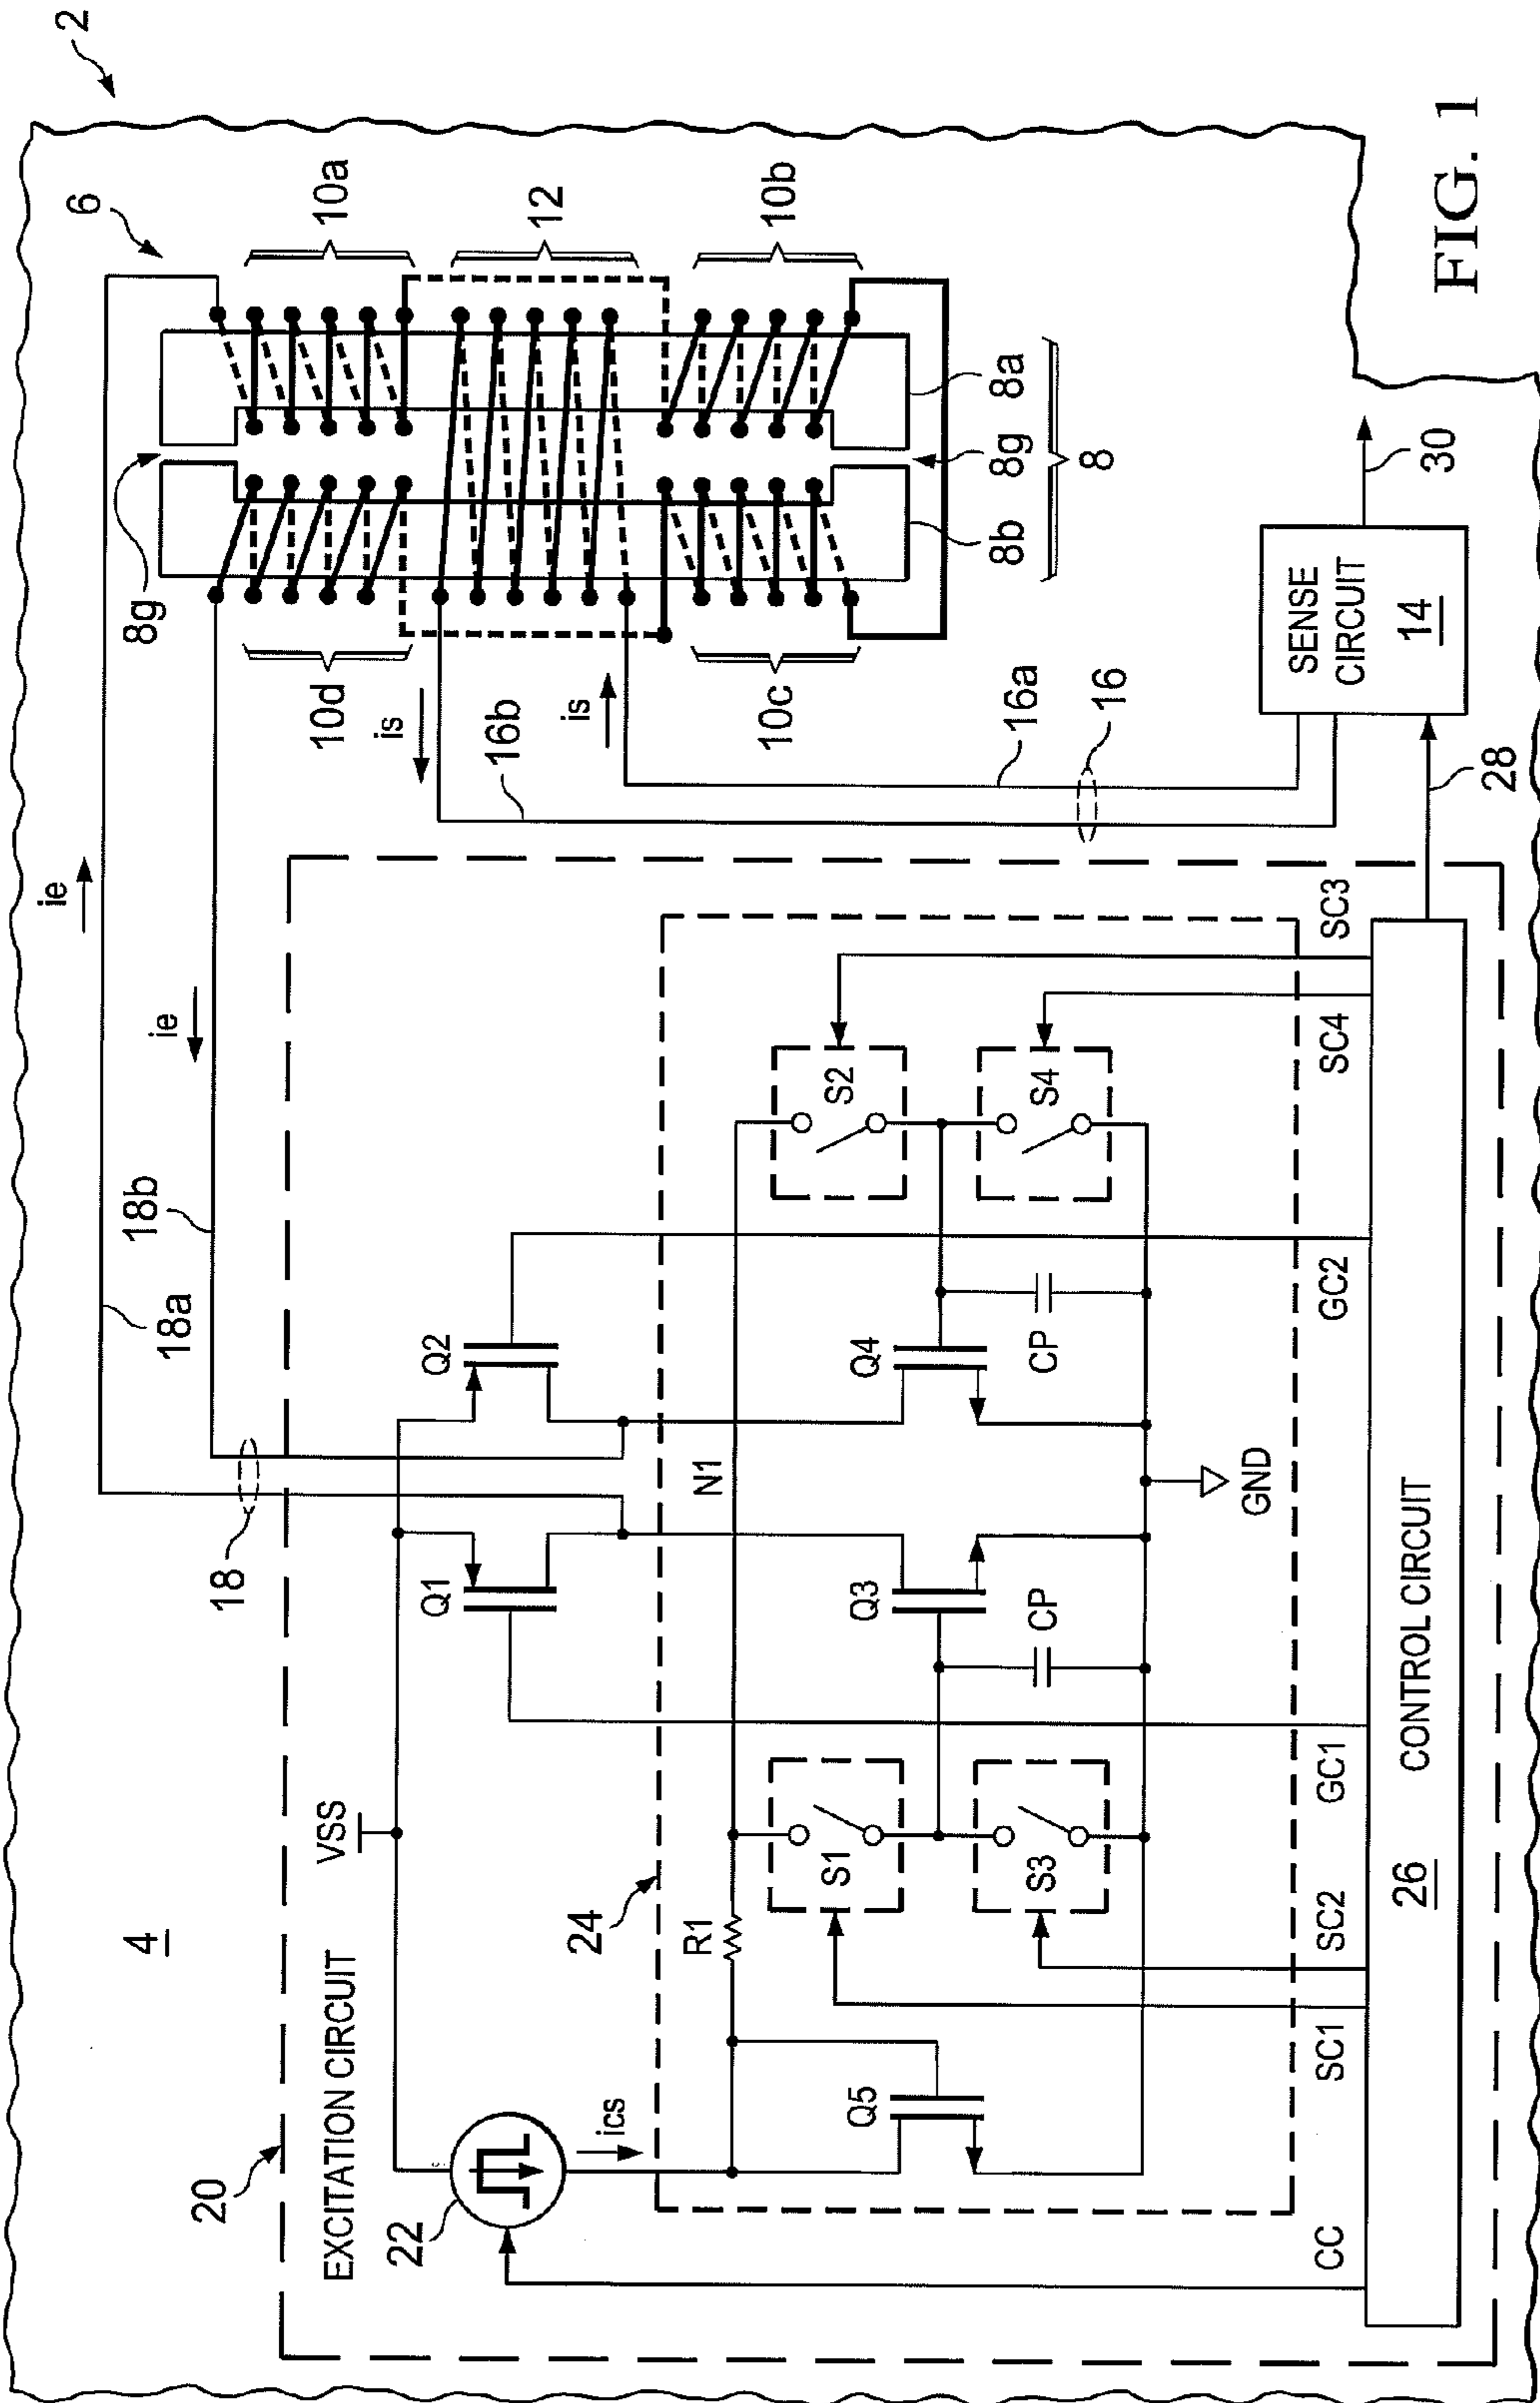 2
4
6
8g
10a
12
10b
10d
10c
8a
8g
8b
8
ie
ie
is
is
16b
16a
16
18b
18a
18
SENSE
CIRCUIT
14
30
28
20
EXCITATION CIRCUIT
VSS
22
ics
24
Q1
Q2
N1
R1
S1
S2
S3
S4
Q3
Q4
Q5
CP
CP
GND
CC
SC1
SC2
GC1
GC2
SC4
SC3
CONTROL CIRCUIT
26
FIG. 1